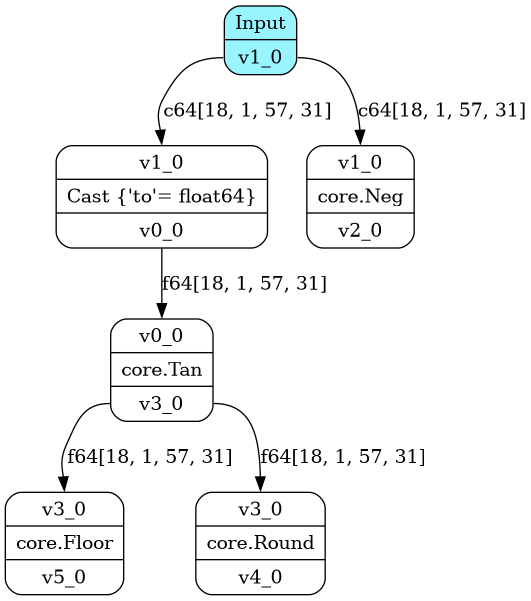 Input
v1_0
c64[18, 1, 57, 31]
c64[18, 1, 57, 31]
v1_0
Cast {'to'= float64}
v0_0
v1_0
core.Neg
v2_0
f64[18, 1, 57, 31]
v0_0
core.Tan
v3_0
f64[18, 1, 57, 31]
f64[18, 1, 57, 31]
v3_0
core.Floor
v5_0
v3_0
core.Round
v4_0